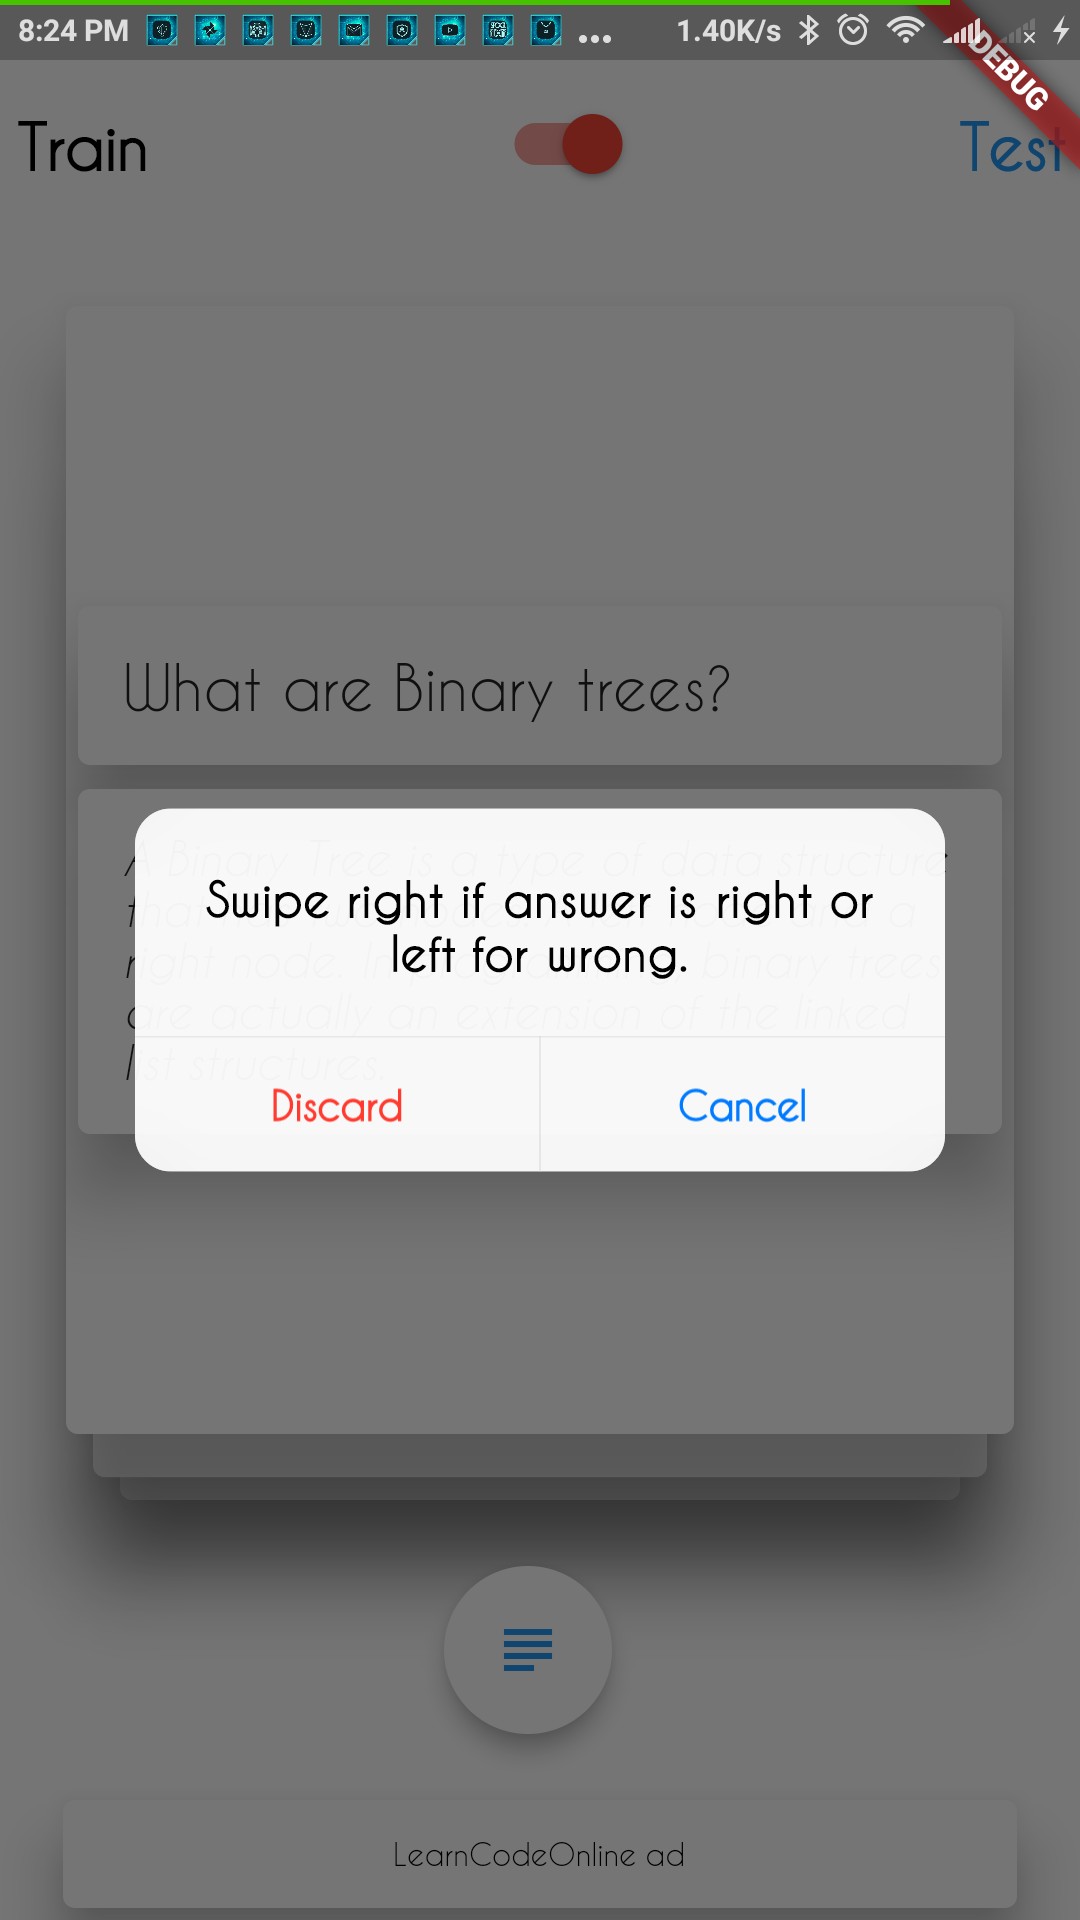 8:24 PM
1.40K/s
DEBUG
Train
Test
What are Binary trees?
A Binary Tree is a type of data structure
right node. binary trees
are actually an extension of the linked
list structures.
Swipe right if answer is right or
left for wrong.
Discard
Cancel
LearnCodeOnline ad